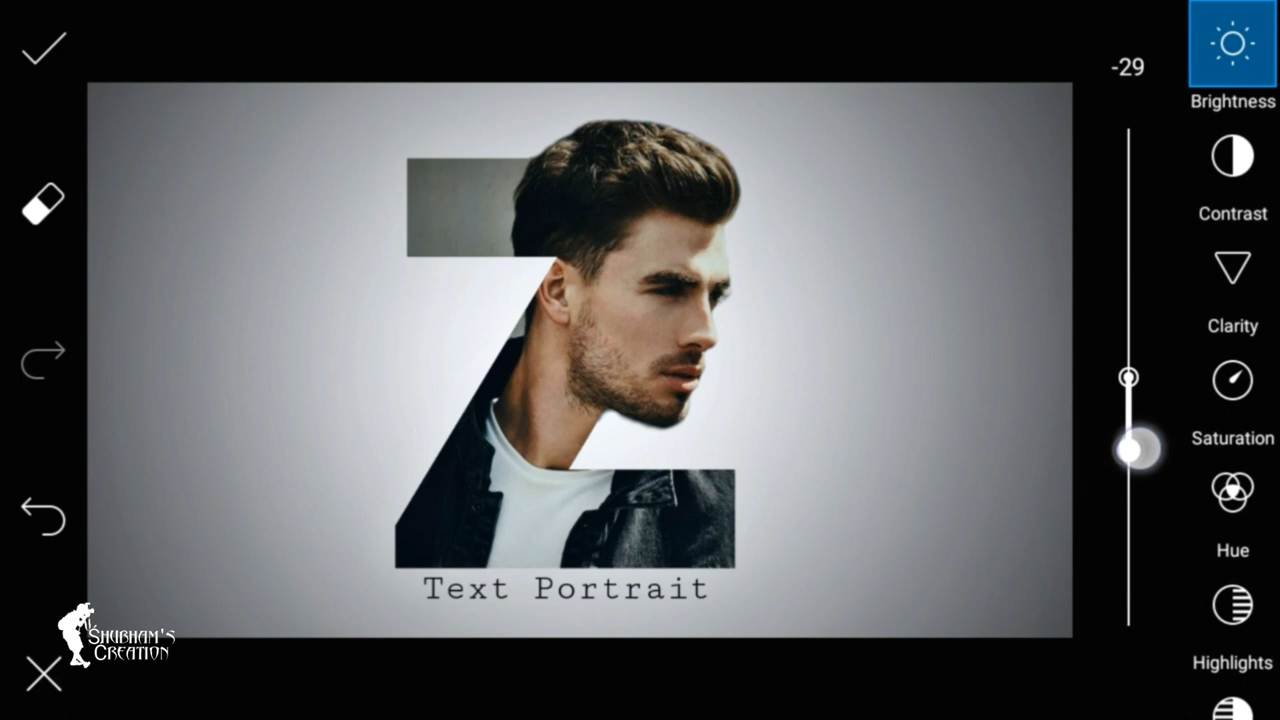 -29
Brightness
Contrast
Clarity
Saturation
Hue
Highlights
Z
Text Portrait
SHUBHAM'S
CREATION